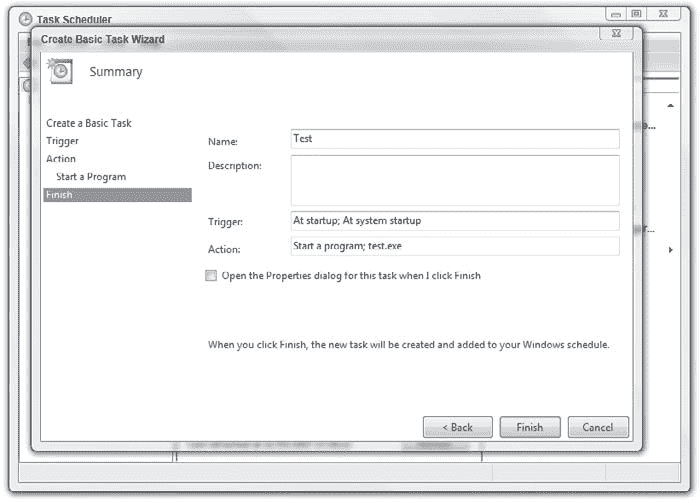 Task Scheduler
Create Basic Task Wizard
Summary
Create a Basic Task
Trigger
Action
Start a Program
Finish
Name:
Test
Description:
Trigger:
At startup; At system startup
Action:
Start a program; test.exe
Open the Properties dialog for this task when I click Finish
When you click Finish, the new task will be created and added to your Windows schedule.
< Back
Finish
Cancel